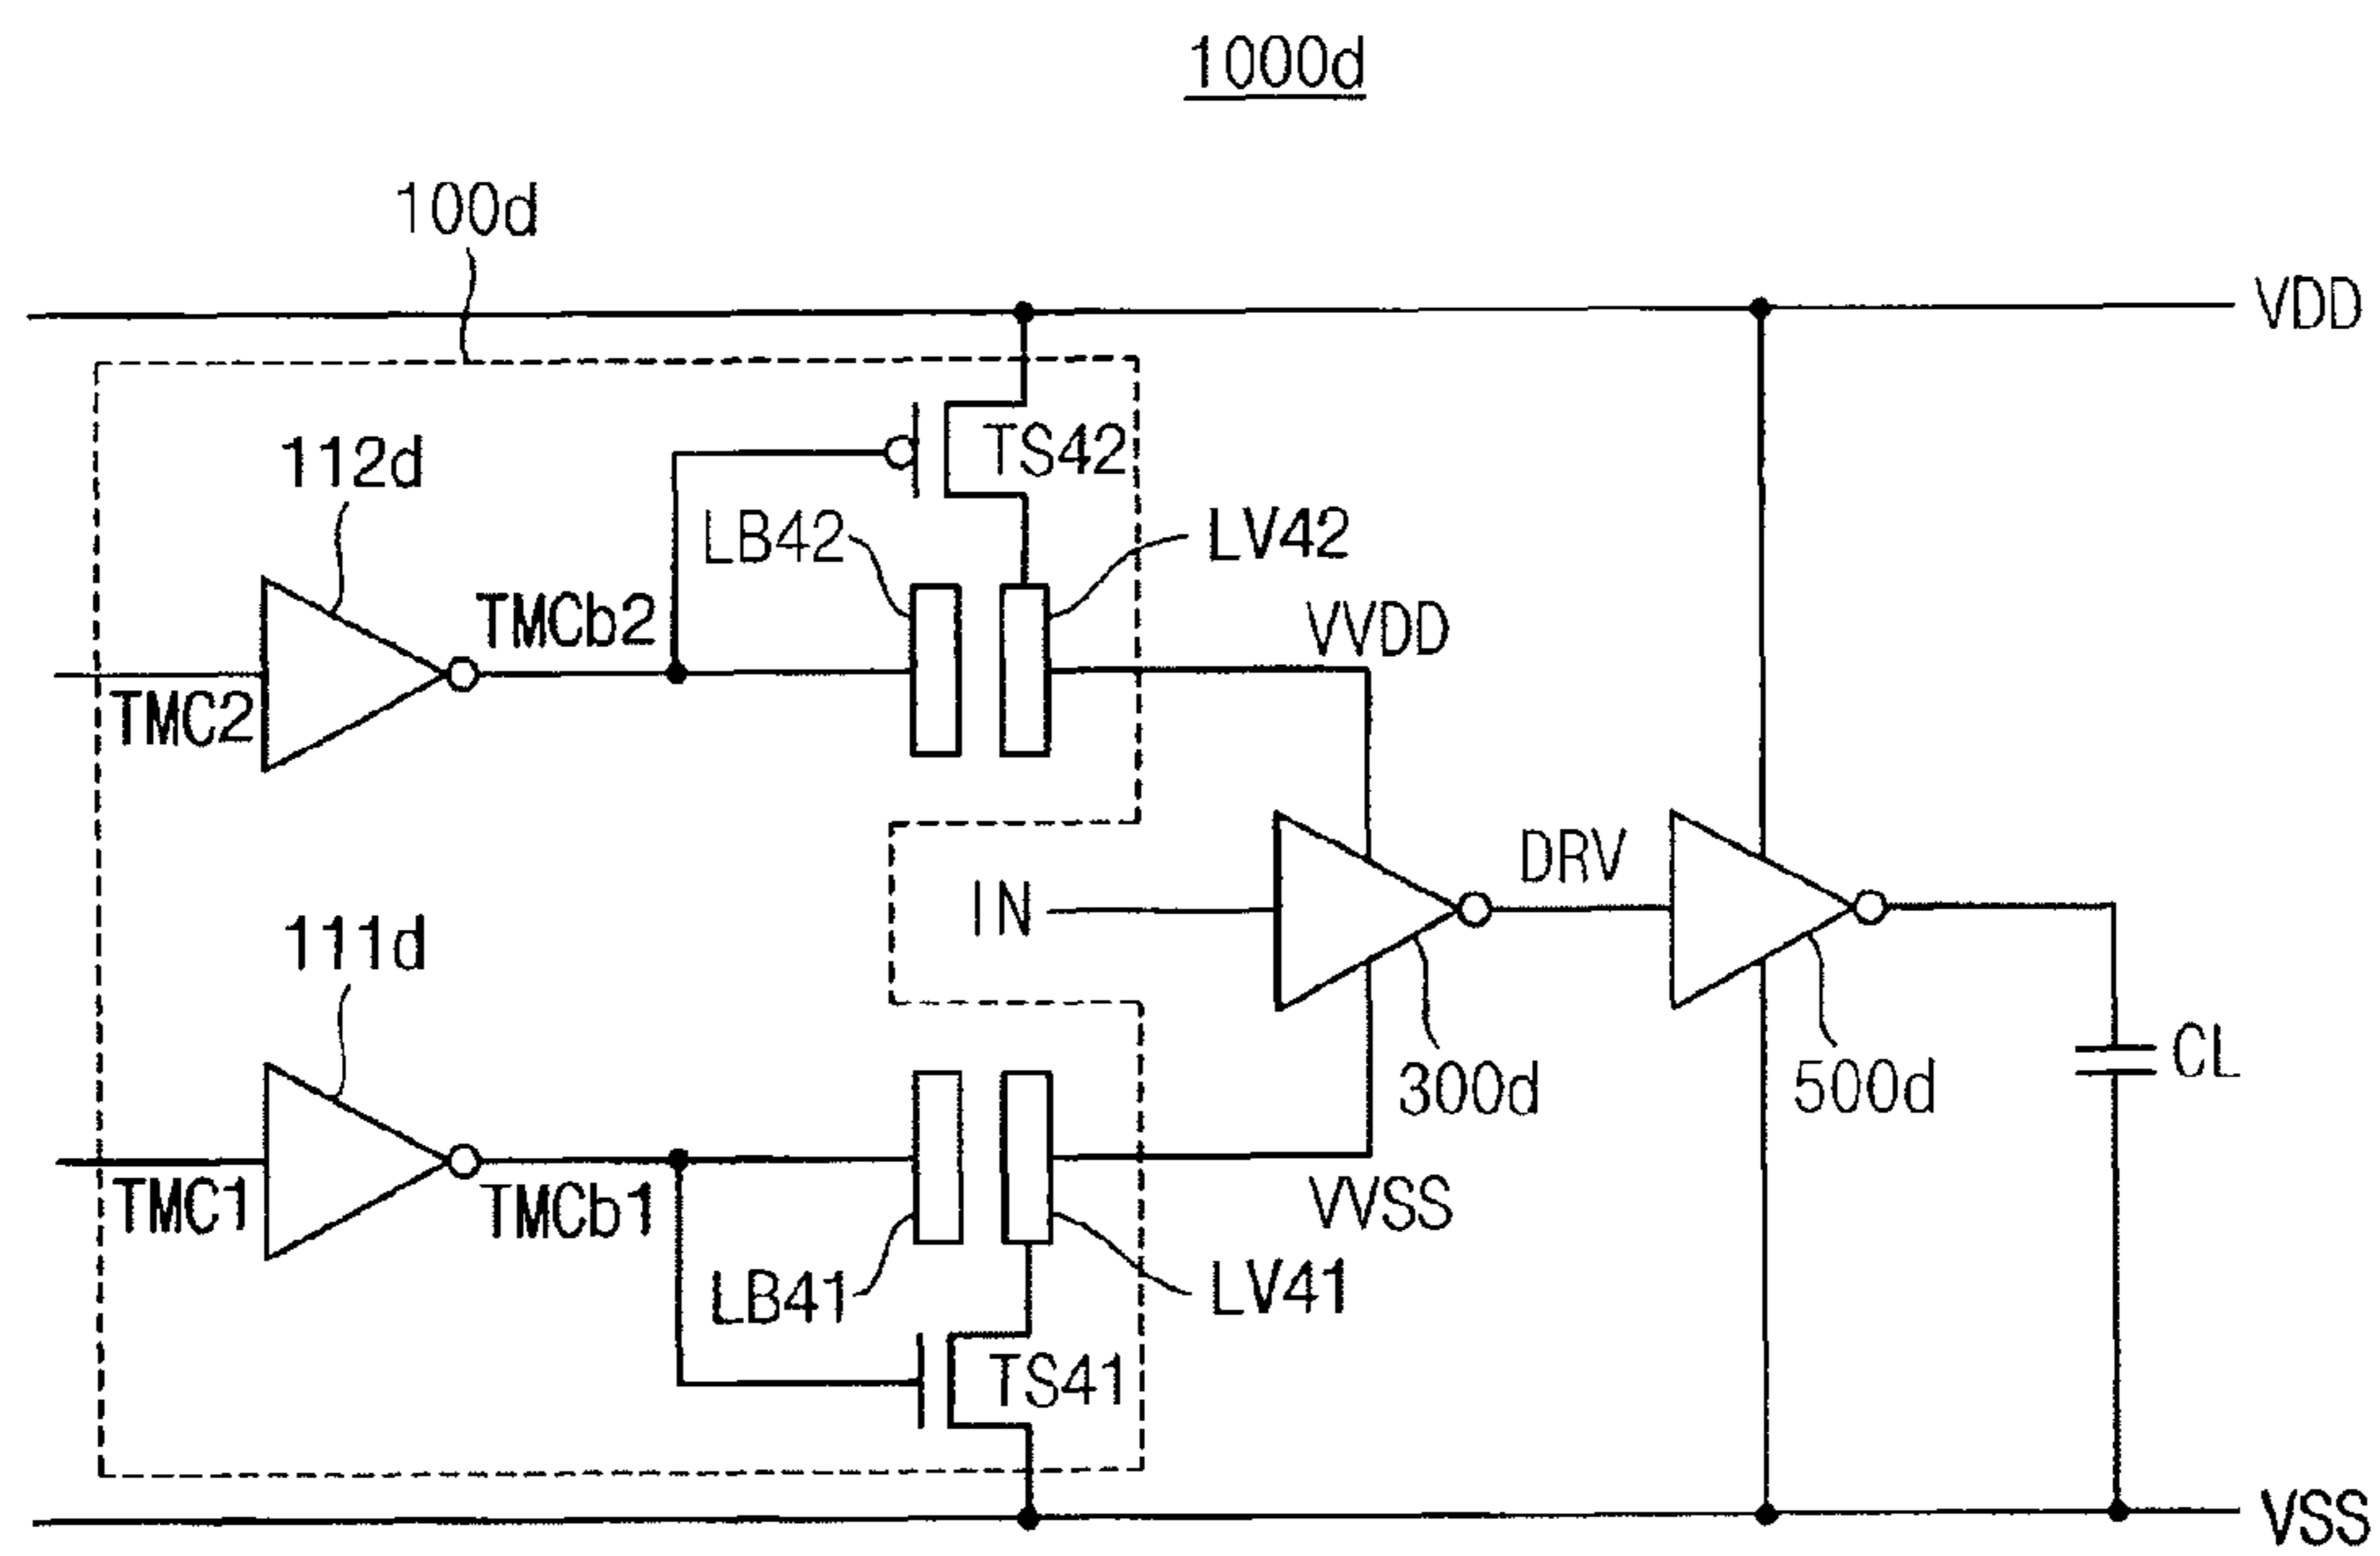 1000d
100d
VDD
TS42
112d
LB42
LV42
TMCb2
VVDD
TMC2
DRV
IN
111d
CL
300d
500d
TMC1
TMCb1
VVSS
LB41
LV41
TS41
VSS